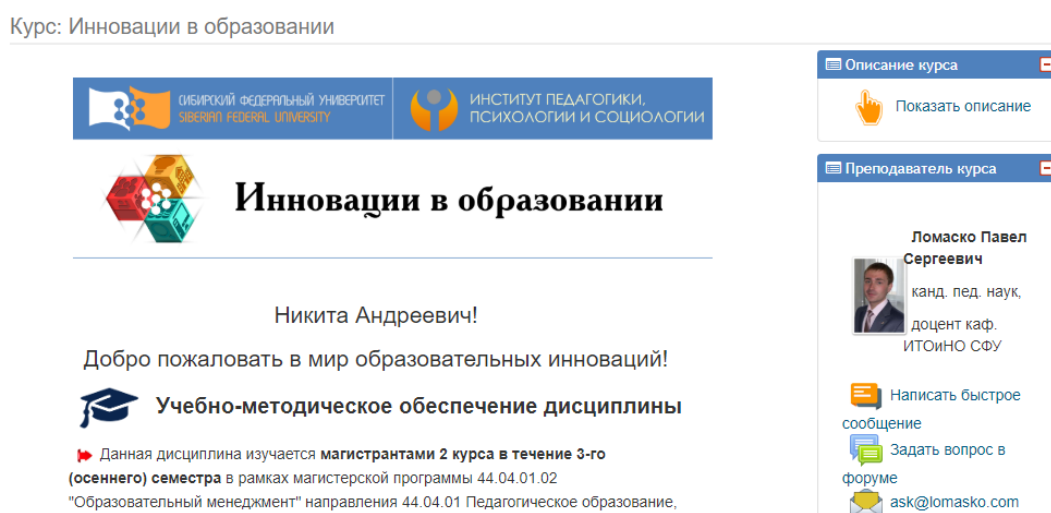 Курс: Инновации в образовании
СИБИРСКИЙ ФЕДЕРАЛЬНЫЙ УНИВЕРСИТЕТ
SIBERIAN FEDERAL UNIVERSITY
ИНСТИТУТ ПЕДАГОГИКИ,
ПСИХОЛОГИИ И СОЦИОЛОГИИ
Инновации в образовании
Никита Андреевич!
Добро пожаловать в мир образовательных инноваций!
Учебно-методическое обеспечение дисциплины
Данная дисциплина изучается магистрантами 2 курса в течение 3-го
(осеннего) семестра в рамках магистерской программы 44.04.01.02
"Образовательный менеджмент" направления 44.04.01 Педагогическое образование,
Описание курса
Показать описание
Преподаватель курса
Ломаско Павел
Сергеевич
канд. пед. наук,
доцент каф.
ИТОиНО СФУ
Написать быстрое
сообщение
Задать вопрос в
форуме
ask@lomasko.com